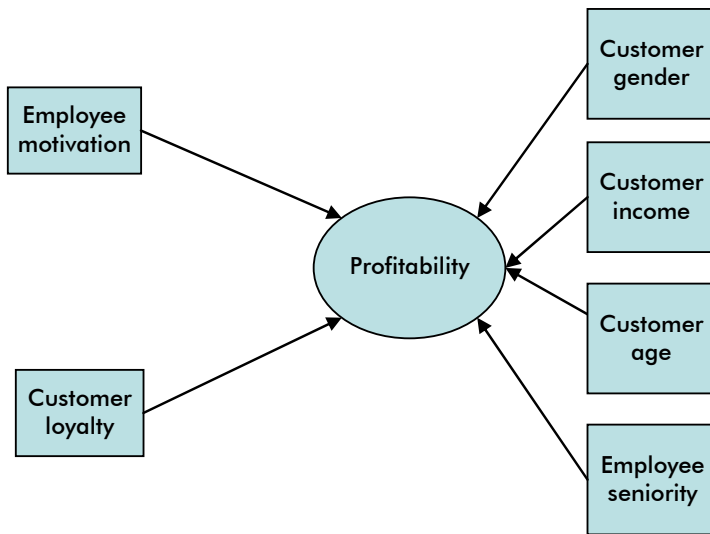 Employee
motivation
Customer
loyalty
Profitability
Customer
gender
Customer
income
Customer
age
Employee
seniority